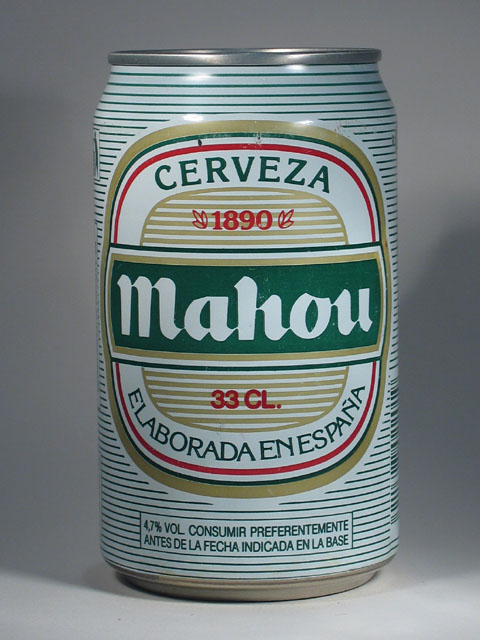 CERVEZA
1890
Mahou
33 CL.
ELABORADA EN ESPAÑA
4,7% VOL. CONSUMIR PREFERENTEMENTE
ANTES DE LA FECHA INDICADA EN LA BASE